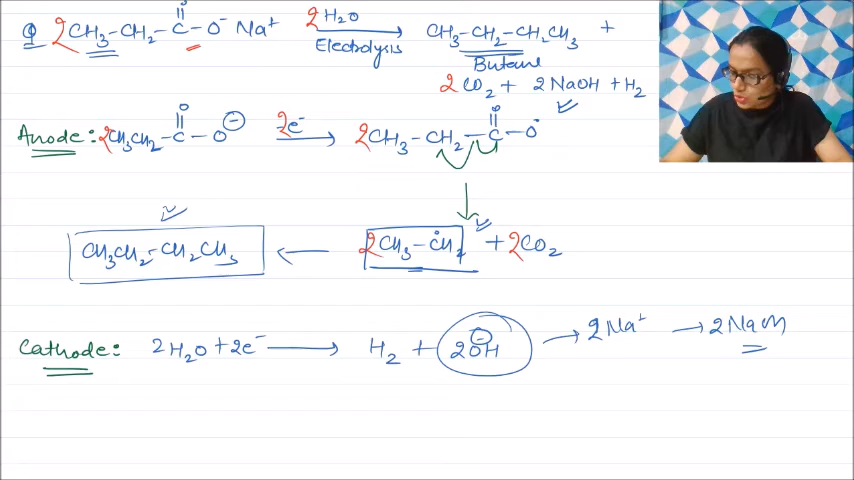 Q 2CH₃-CH₂-C(=O)-O⁻ Na⁺ 2H₂O Electrolysis → CH₃-CH₂-CH₂CH₃ +
Butane
2CO₂ + 2NaOH + H₂
Anode: 2CH₃CH₂-C(=O)-O⁻ -2e⁻ → 2CH₃-CH₂-C(=O)-O•
CH₃CH₂-CH₂CH₃ ← 2CH₃-ĊH₂ + 2CO₂
Cathode: 2H₂O + 2e⁻ → H₂ + 2OH⁻ → 2Na⁺ → 2NaOH